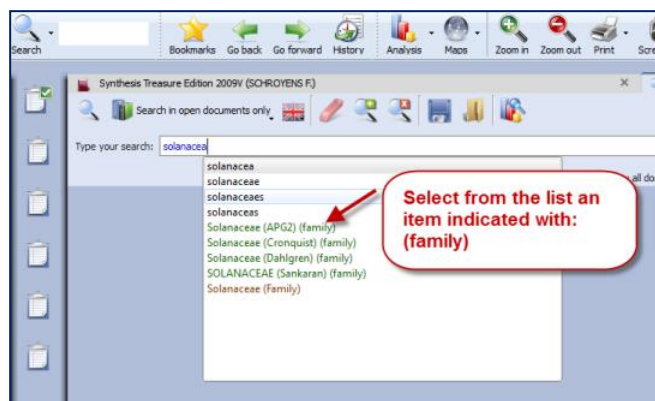 Search
Bookmarks Go back Go forward History Analysis Maps Zoom in Zoom out Print
Synthesis Treasure Edition 2009V (SCHROYENS F.)
Search in open documents only
Type your search: solanacea
solanacea
solanaceae
solanaceaes
solanaceas
Solanaceae (APG2) (family)
Solanaceae (Cronquist) (family)
Solanaceae (Dahlgren) (family)
SOLANACEAE (Sankaran) (family)
Solanaceae (Family)
all do
Select from the list an
item indicated with:
(family)